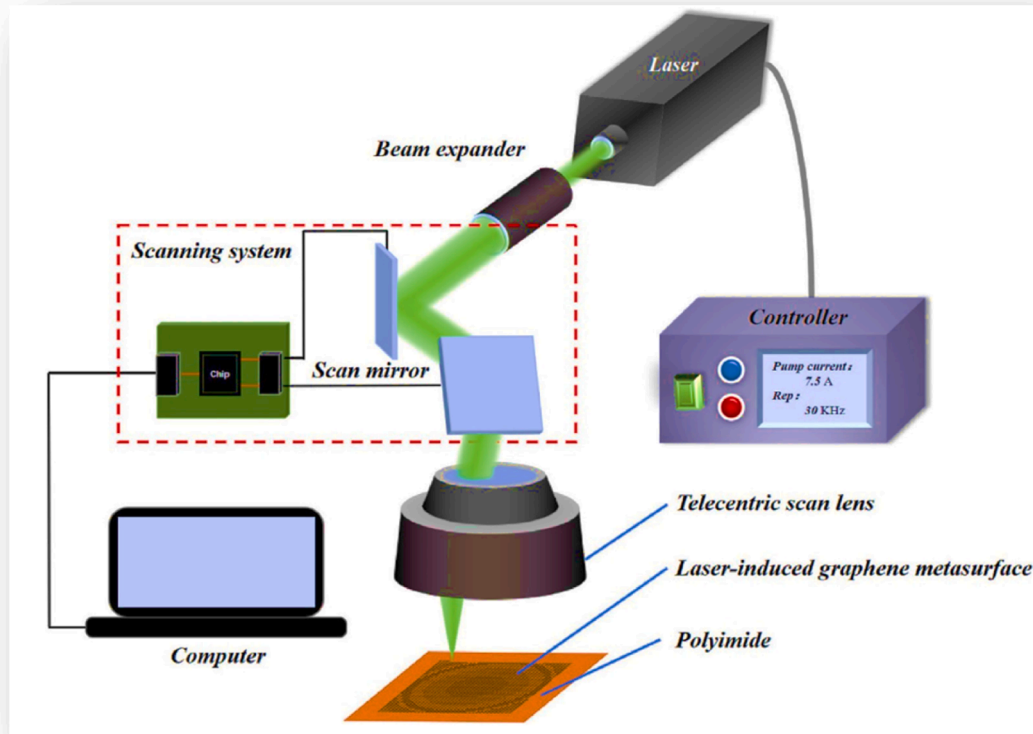 Laser
Beam expander
Scanning system
Chip
Scan mirror
Controller
Pump current:
7.5 A
Rep:
30 KHz
Telecentric scan lens
Laser-induced graphene metasurface
Polyimide
Computer